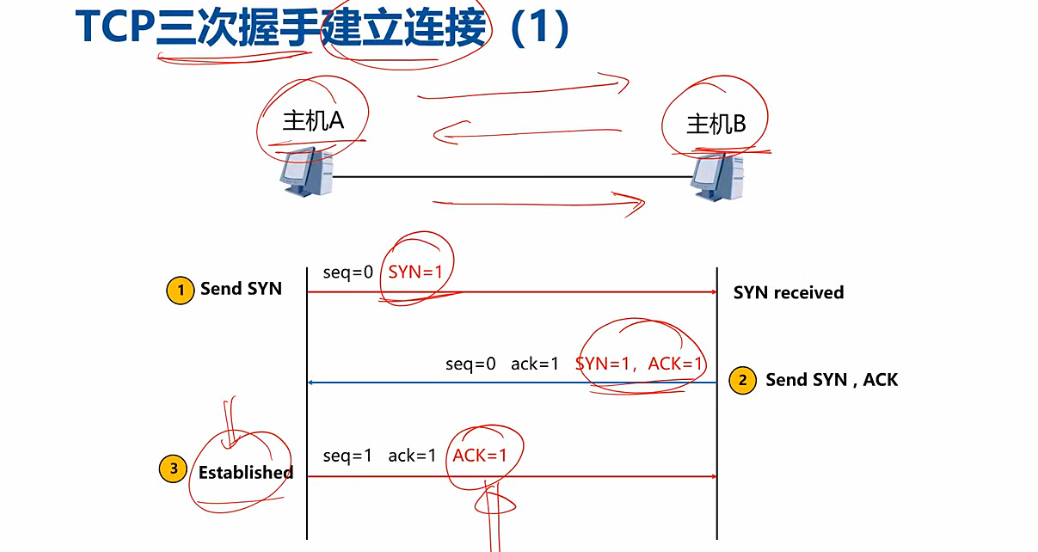 TCP三次握手建立连接（1）
主机A
主机B
seq=0 SYN=1
1 Send SYN
SYN received
seq=0 ack=1 SYN=1，ACK=1
2 Send SYN , ACK
seq=1 ack=1 ACK=1
3 Established